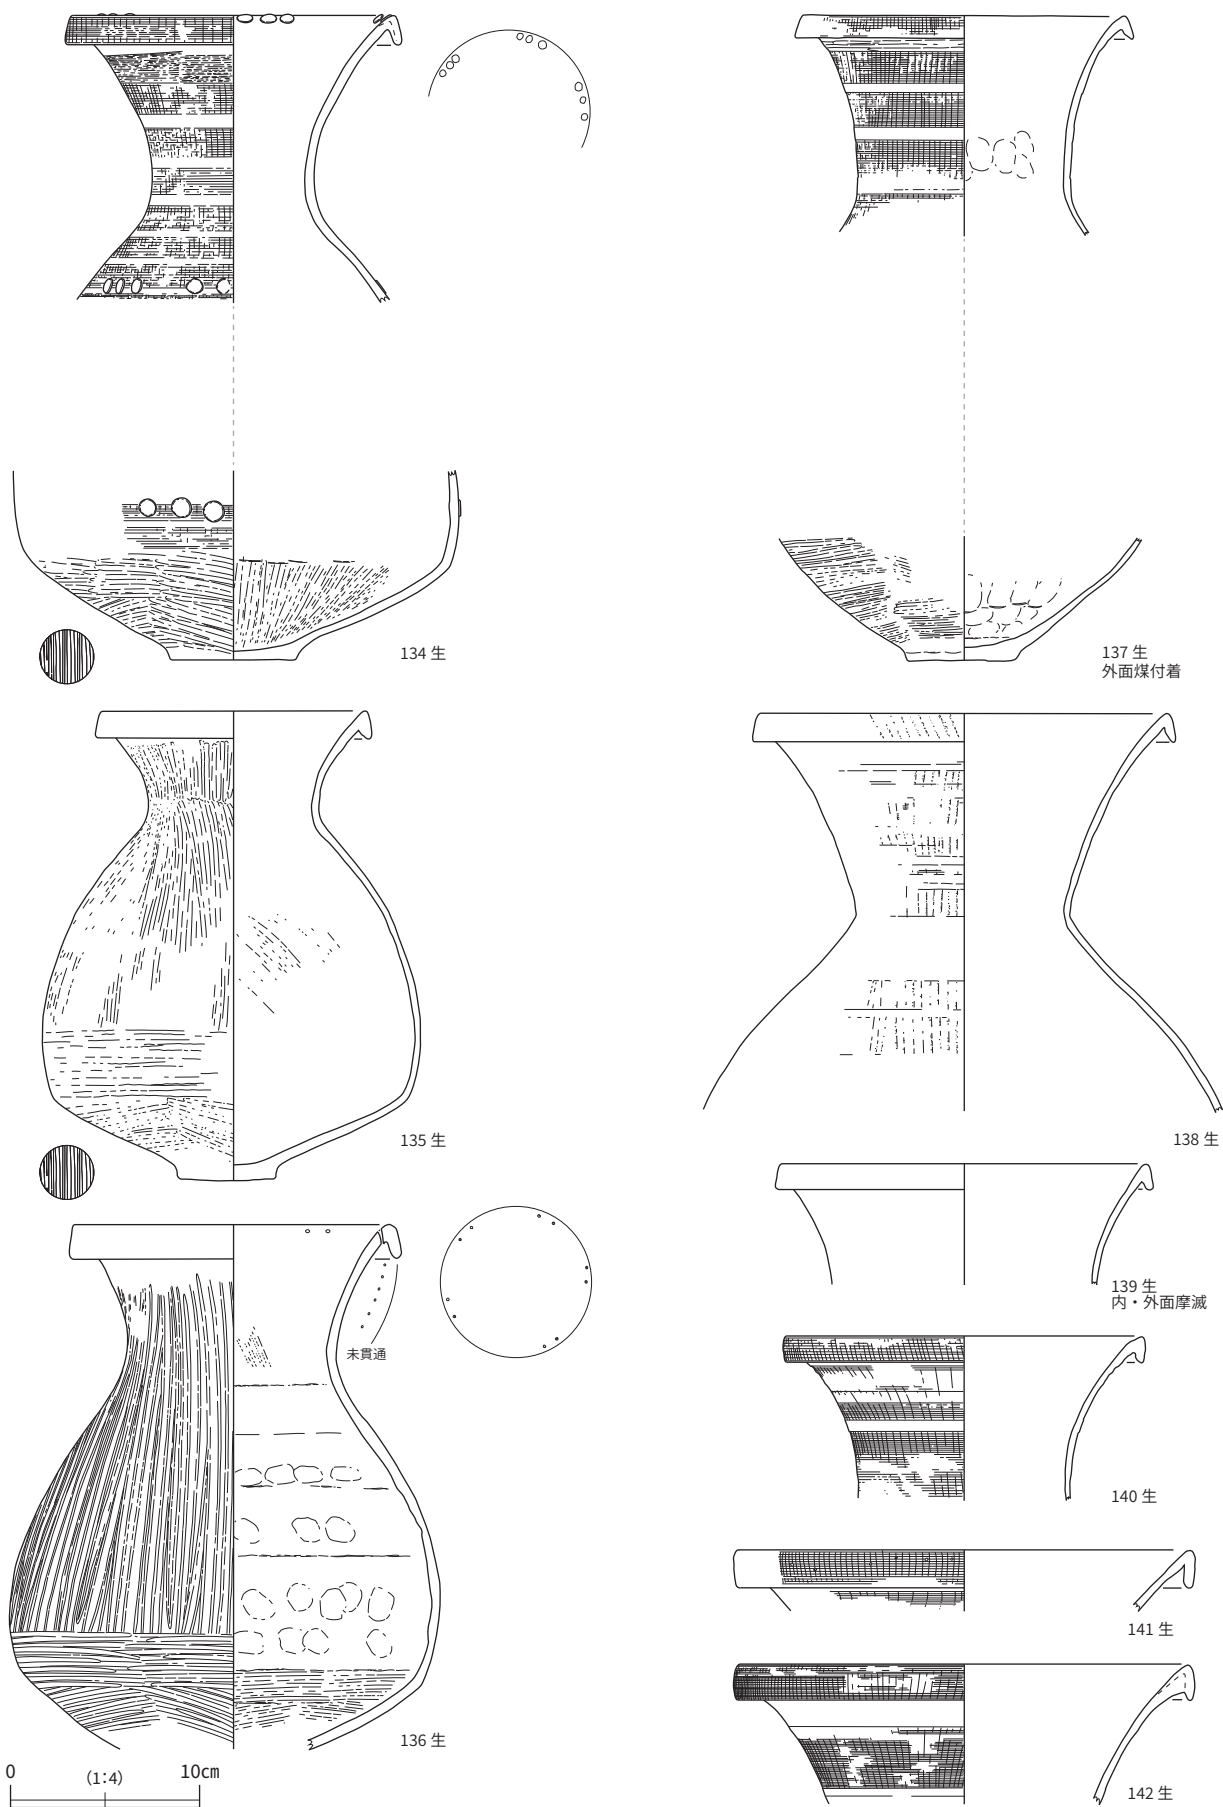 134 生
137 生
外面煤付着
135 生
138 生
139 生
内・外面摩滅
未貫通
140 生
141 生
136 生
142 生
0 (1:4) 10cm